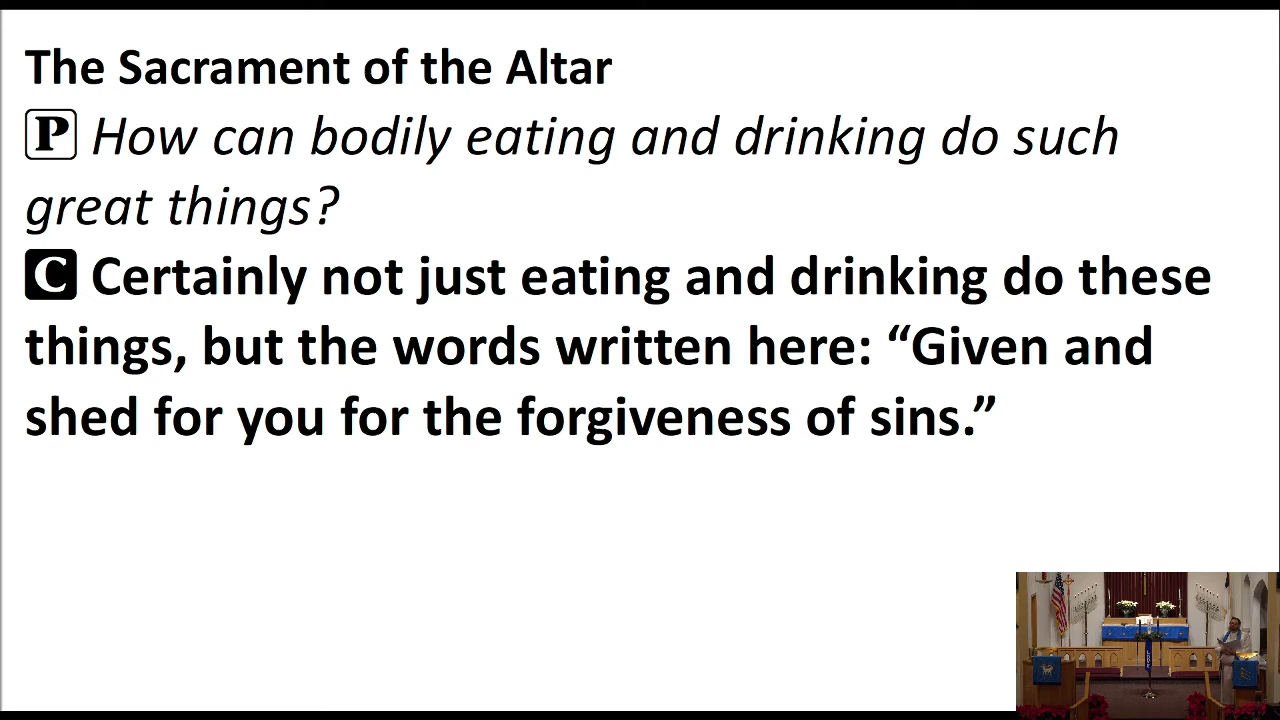 The Sacrament of the Altar
P How can bodily eating and drinking do such
great things?
C Certainly not just eating and drinking do these
things, but the words written here: “Given and
shed for you for the forgiveness of sins.”